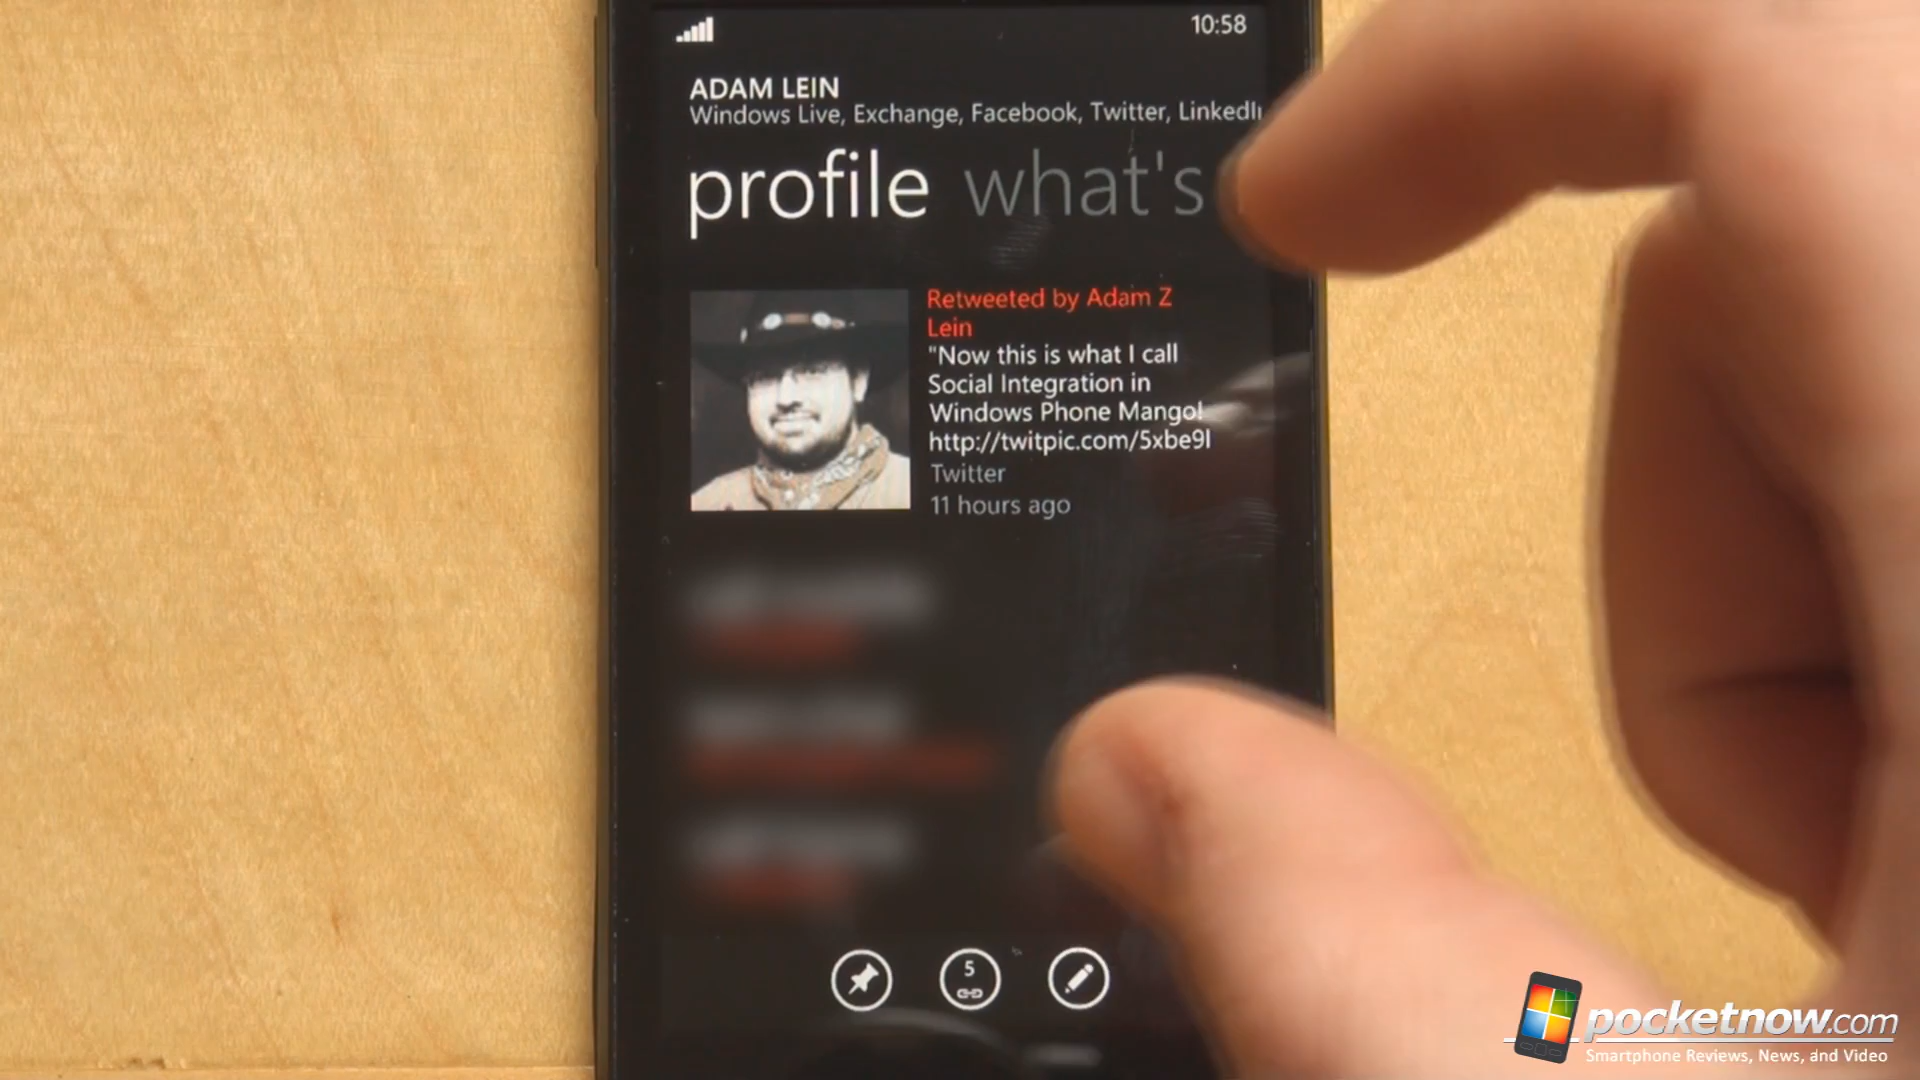 10:58
ADAM LEIN
Windows Live, Exchange, Facebook, Twitter, LinkedIn
profile what's
Retweeted by Adam Z
Lein
"Now this is what I call
Social Integration in
Windows Phone Mango!
http://twitpic.com/5xbe9l
Twitter
11 hours ago
5
pocketnow.com
Smartphone Reviews, News, and Video